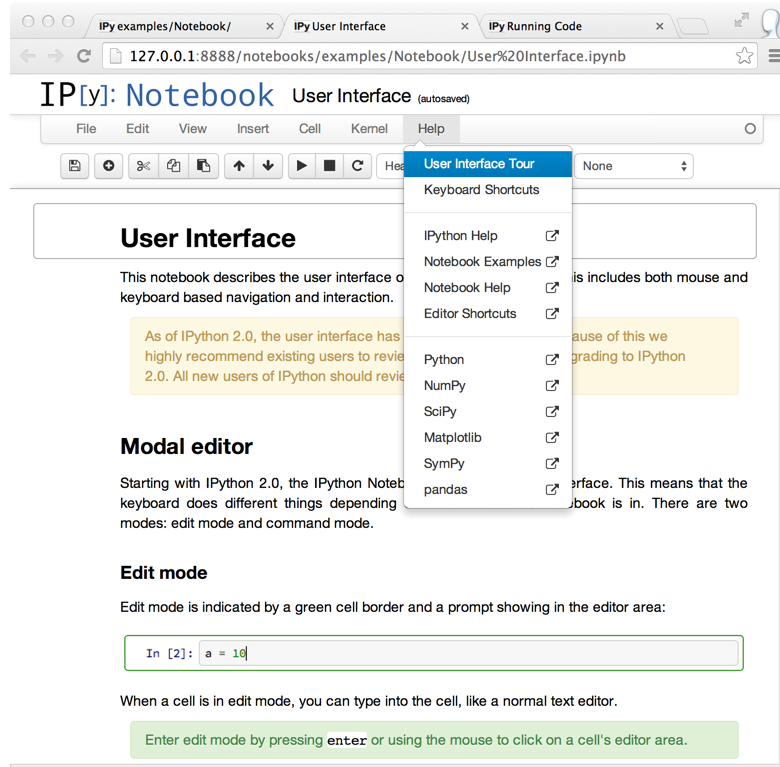 IPy examples/Notebook/ × IPy User Interface × IPy Running Code ×
127.0.0.1:8888/notebooks/examples/Notebook/User%20Interface.ipynb
IP[y]: Notebook User Interface (autosaved)
File Edit View Insert Cell Kernel Help
Hea None
User Interface Tour
Keyboard Shortcuts
IPython Help
Notebook Examples
Notebook Help
Editor Shortcuts
Python
NumPy
SciPy
Matplotlib
SymPy
pandas
User Interface
This notebook describes the user interface o is includes both mouse and
keyboard based navigation and interaction.
As of IPython 2.0, the user interface has ause of this we
highly recommend existing users to revie grading to IPython
2.0. All new users of IPython should revie
Modal editor
Starting with IPython 2.0, the IPython Noteb erface. This means that the
keyboard does different things depending book is in. There are two
modes: edit mode and command mode.
Edit mode
Edit mode is indicated by a green cell border and a prompt showing in the editor area:
In [2]: a = 10
When a cell is in edit mode, you can type into the cell, like a normal text editor.
Enter edit mode by pressing enter or using the mouse to click on a cell's editor area.